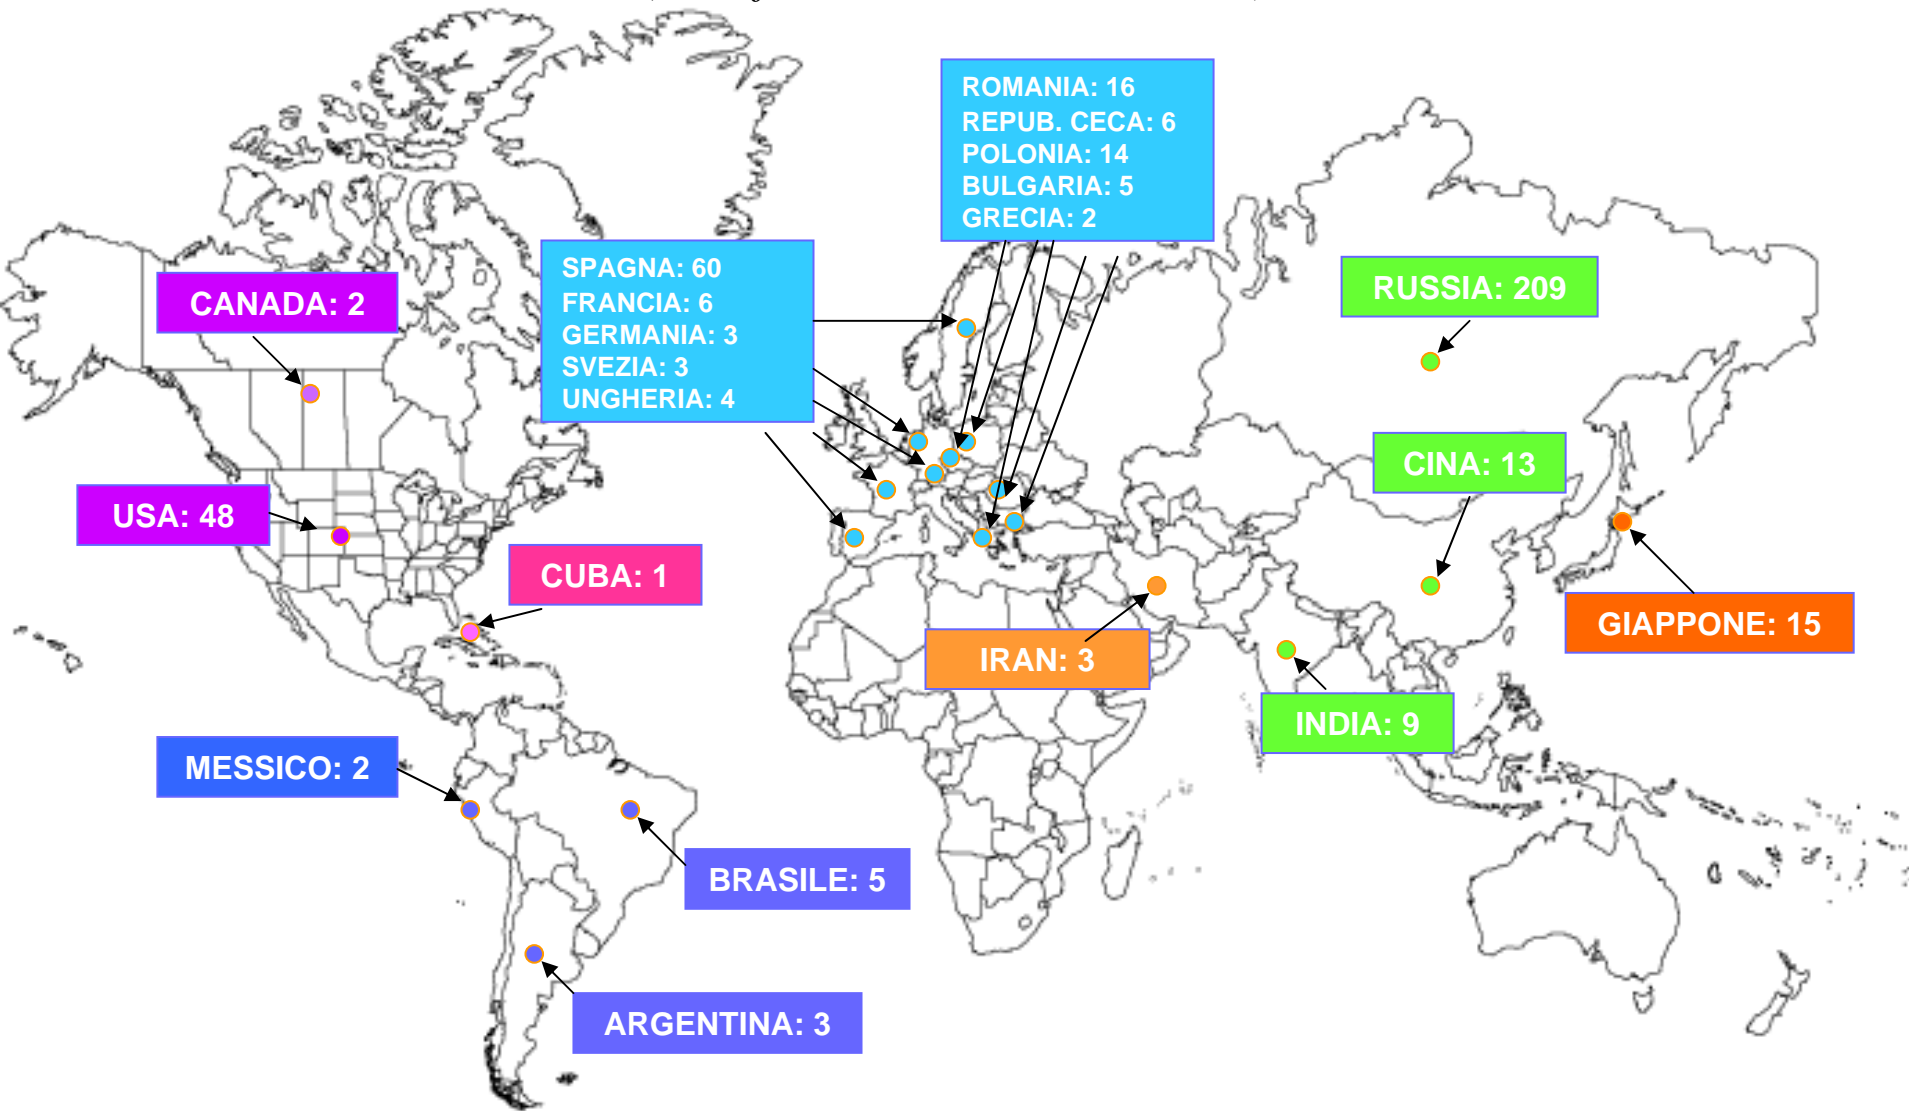 ROMANIA: 16
REPUB. CECA: 6
POLONIA: 14
BULGARIA: 5
GRECIA: 2
SPAGNA: 60
FRANCIA: 6
GERMANIA: 3
SVEZIA: 3
UNGHERIA: 4
CANADA: 2
RUSSIA: 209
USA: 48
CINA: 13
CUBA: 1
GIAPPONE: 15
IRAN: 3
INDIA: 9
MESSICO: 2
BRASILE: 5
ARGENTINA: 3